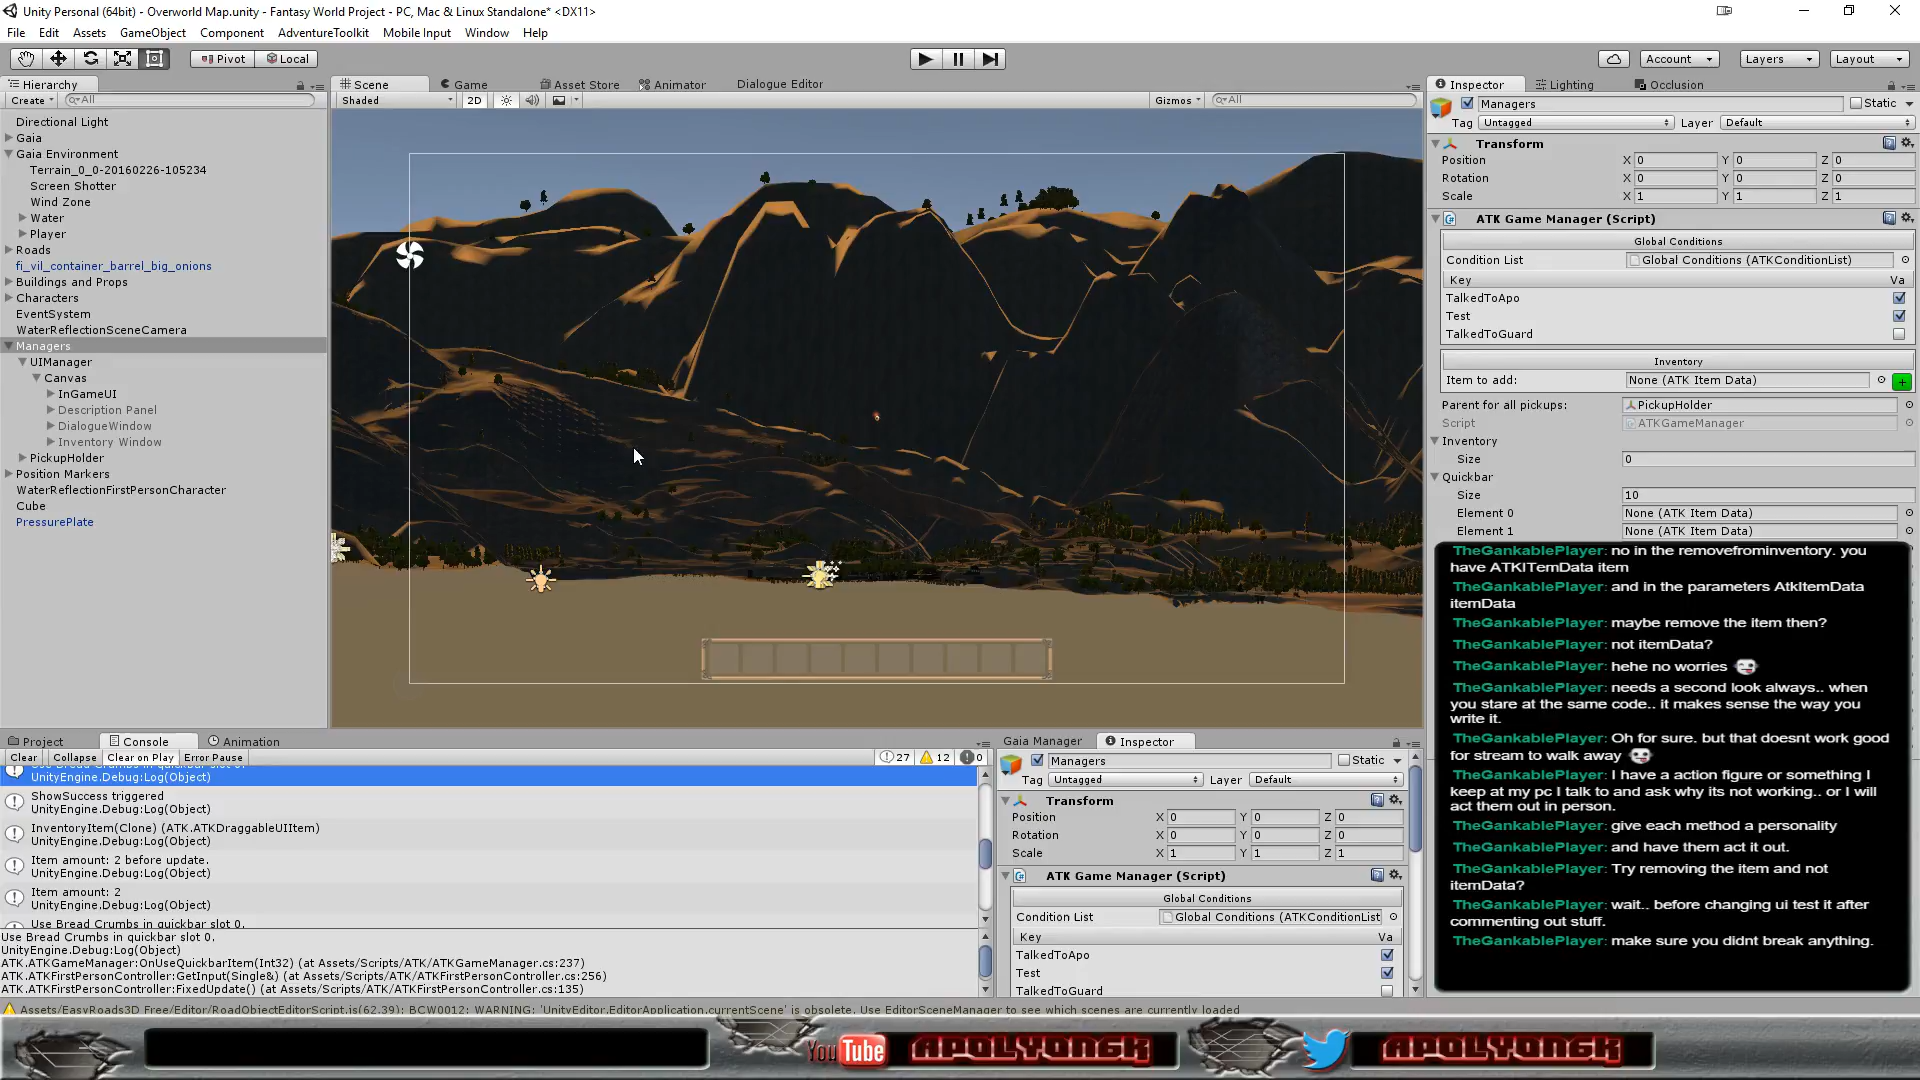 Unity Personal (64bit) - Overworld Map.unity - Fantasy World Project - PC, Mac & Linux Standalone* <DX11>
File Edit Assets GameObject Component AdventureToolkit Mobile Input Window Help
Pivot Local Account Layers Layout
Hierarchy
Create All
Directional Light
Gaia
Gaia Environment
Terrain_0_0-20160226-105234
Screen Shotter
Wind Zone
Water
Player
Roads
fi_vil_container_barrel_big_onions
Buildings and Props
Characters
EventSystem
WaterReflectionSceneCamera
Managers
UIManager
Canvas
InGameUI
Description Panel
DialogueWindow
Inventory Window
PickupHolder
Position Markers
WaterReflectionFirstPersonCharacter
Cube
PressurePlate
Scene Game Asset Store Animator Dialogue Editor
Shaded 2D Gizmos All
Inspector Lighting Occlusion
Managers Static
Tag Untagged Layer Default
Transform
Position X 0 Y 0 Z 0
Rotation X 0 Y 0 Z 0
Scale X 1 Y 1 Z 1
ATK Game Manager (Script)
Global Conditions
Condition List Global Conditions (ATKConditionList)
Key Va
TalkedToApo
Test
TalkedToGuard
Inventory
Item to add: None (ATK Item Data)
Parent for all pickups: PickupHolder
Script ATKGameManager
Inventory
Size 0
Quickbar
Size 10
Element 0 None (ATK Item Data)
Element 1 None (ATK Item Data)
TheGankablePlayer: no in the removefrominventory. you
have ATKITemData item
TheGankablePlayer: and in the parameters AtkItemData
itemData
TheGankablePlayer: maybe remove the item then?
TheGankablePlayer: not itemData?
TheGankablePlayer: hehe no worries
TheGankablePlayer: needs a second look always.. when
you stare at the same code.. it makes sense the way you
write it.
TheGankablePlayer: Oh for sure. but that doesnt work good
for stream to walk away
TheGankablePlayer: I have a action figure or something I
keep at my pc I talk to and ask why its not working.. or I will
act them out in person.
TheGankablePlayer: give each method a personality
TheGankablePlayer: and have them act it out.
TheGankablePlayer: Try removing the item and not
itemData?
TheGankablePlayer: wait.. before changing ui test it after
commenting out stuff.
TheGankablePlayer: make sure you didnt break anything.
Project Console Animation
Clear Collapse Clear on Play Error Pause 27 12 0
Use Bread Crumbs in quickbar slot 0.
UnityEngine.Debug:Log(Object)
ShowSuccess triggered
UnityEngine.Debug:Log(Object)
InventoryItem(Clone) (ATK.ATKDraggableUIItem)
UnityEngine.Debug:Log(Object)
Item amount: 2 before update.
UnityEngine.Debug:Log(Object)
Item amount: 2
UnityEngine.Debug:Log(Object)
Use Bread Crumbs in quickbar slot 0.
Use Bread Crumbs in quickbar slot 0.
UnityEngine.Debug:Log(Object)
ATK.ATKGameManager:OnUseQuickbarItem(Int32) (at Assets/Scripts/ATK/ATKGameManager.cs:237)
ATK.ATKFirstPersonController:GetInput(Single&) (at Assets/Scripts/ATK/ATKFirstPersonController.cs:256)
ATK.ATKFirstPersonController:FixedUpdate() (at Assets/Scripts/ATK/ATKFirstPersonController.cs:135)
Gaia Manager Inspector
Managers Static
Tag Untagged Layer Default
Transform
Position X 0 Y 0 Z 0
Rotation X 0 Y 0 Z 0
Scale X 1 Y 1 Z 1
ATK Game Manager (Script)
Global Conditions
Condition List Global Conditions (ATKConditionList
Key Va
TalkedToApo
Test
TalkedToGuard
Assets/EasyRoads3D Free/Editor/RoadObjectEditorScript.js(62,39): BCW0012: WARNING: 'UnityEditor.EditorApplication.currentScene' is obsolete. Use EditorSceneManager to see which scenes are currently loaded
YouTube APOLYONGK APOLYONGK